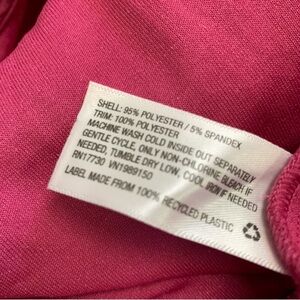 SHELL: 95% POLYESTER / 5% SPANDEX
TRIM: 100% POLYESTER
MACHINE WASH COLD INSIDE OUT SEPARATELY
GENTLE CYCLE, ONLY NON-CHLORINE BLEACH IF
NEEDED, TUMBLE DRY LOW, COOL IRON IF NEEDED
RN17730 VN1989150
LABEL MADE FROM 100% RECYCLED PLASTIC